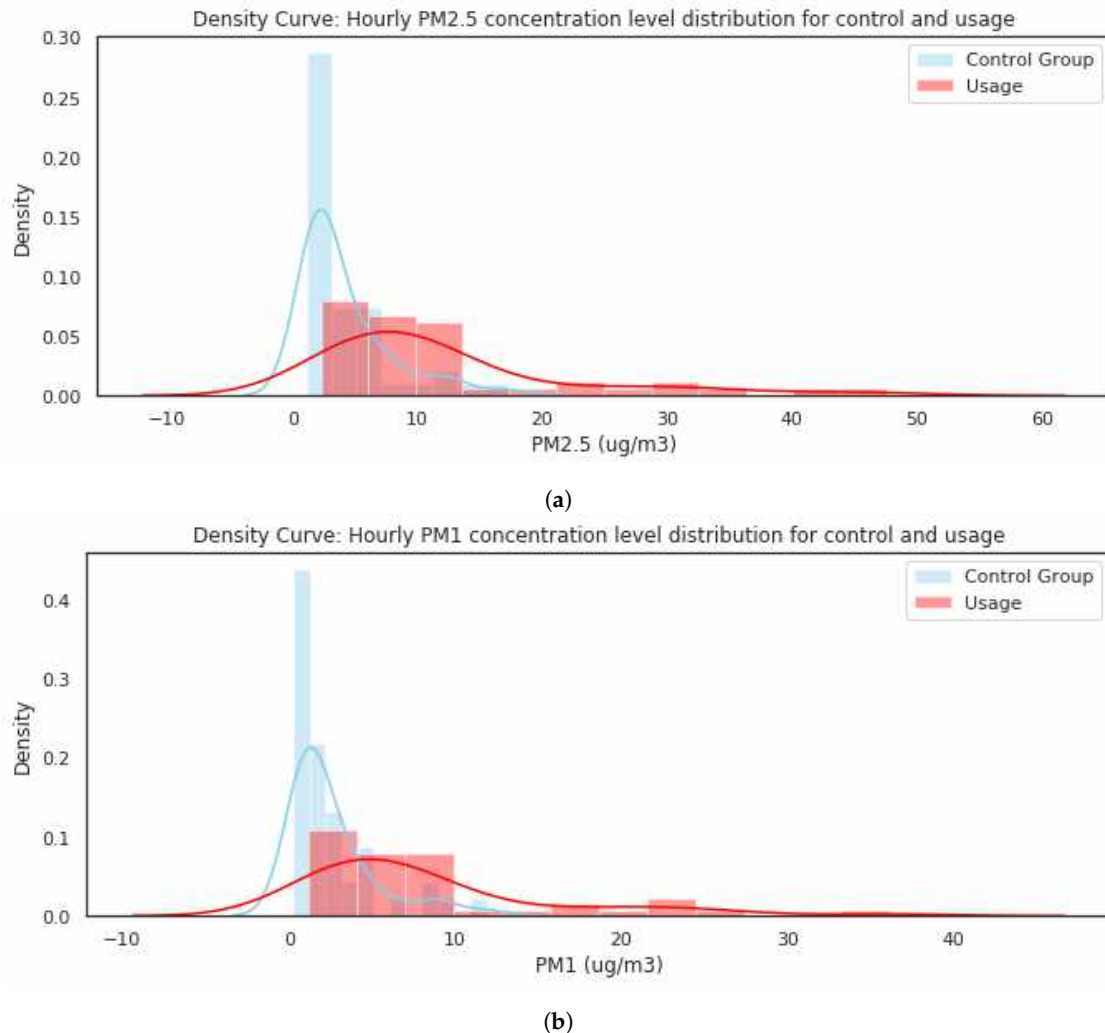 Density Curve: Hourly PM2.5 concentration level distribution for control and usage
0.30
0.25
0.20
0.15
0.10
0.05
0.00
Density
Control Group
Usage
−10 0 10 20 30 40 50 60
PM2.5 (ug/m3)
(a)
Density Curve: Hourly PM1 concentration level distribution for control and usage
0.4
0.3
0.2
0.1
0.0
Density
Control Group
Usage
−10 0 10 20 30 40
PM1 (ug/m3)
(b)